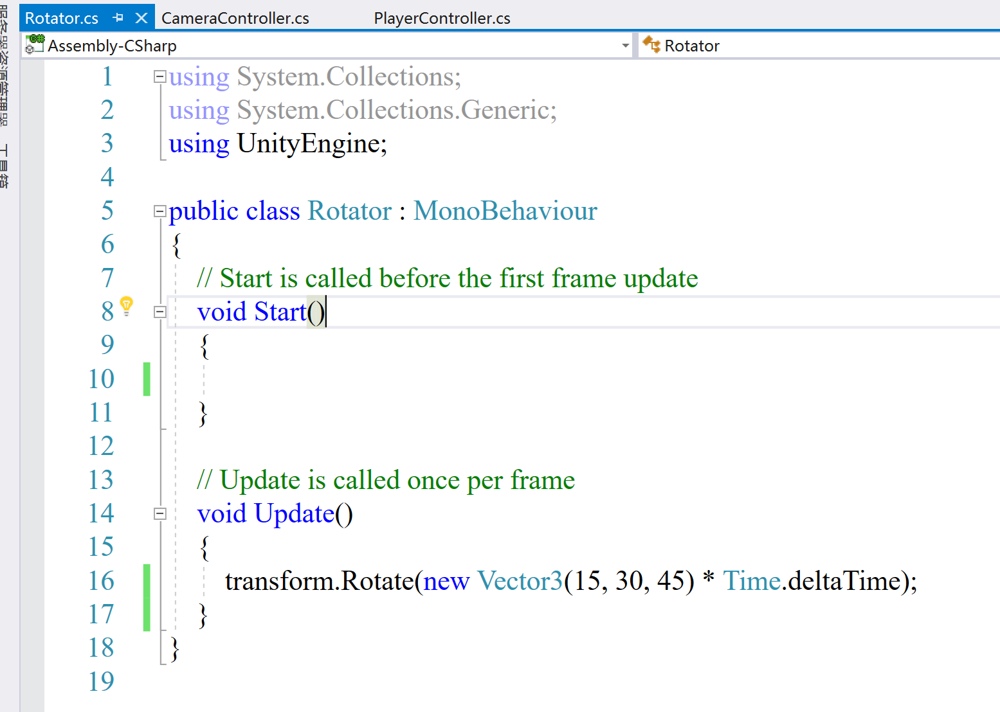 Rotator.cs CameraController.cs PlayerController.cs
Assembly-CSharp Rotator
服务器资源管理器
工具箱
1 using System.Collections;
2 using System.Collections.Generic;
3 using UnityEngine;
4
5 public class Rotator : MonoBehaviour
6 {
7 // Start is called before the first frame update
8 void Start()
9 {
10
11 }
12
13 // Update is called once per frame
14 void Update()
15 {
16 transform.Rotate(new Vector3(15, 30, 45) * Time.deltaTime);
17 }
18 }
19